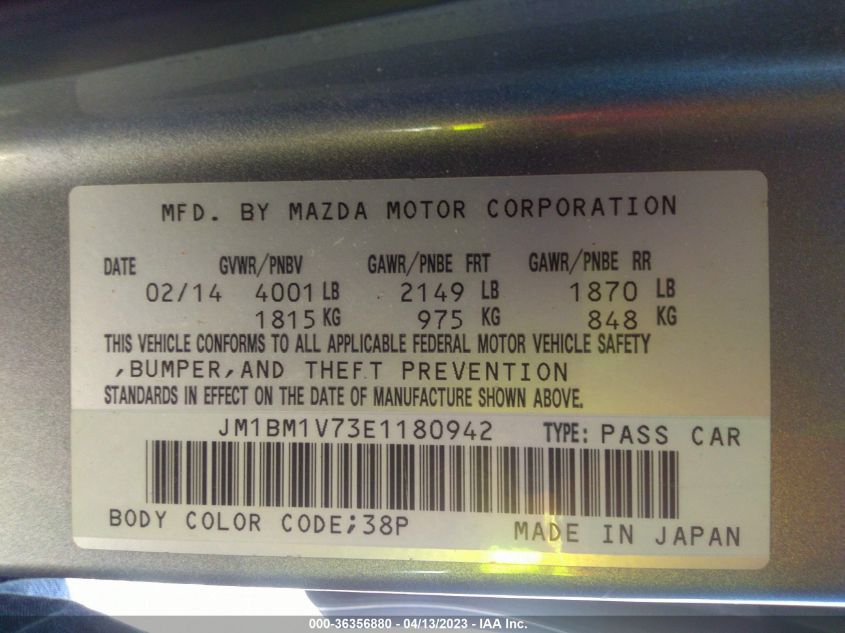 MFD. BY MAZDA MOTOR CORPORATION
DATE GVWR/PNBV GAWR/PNBE FRT GAWR/PNBE RR
02/14 4001 LB 2149 LB 1870 LB
1815 KG 975 KG 848 KG
THIS VEHICLE CONFORMS TO ALL APPLICABLE FEDERAL MOTOR VEHICLE SAFETY
,BUMPER,AND THEFT PREVENTION
STANDARDS IN EFFECT ON THE DATE OF MANUFACTURE SHOWN ABOVE.
JM1BM1V73E1180942 TYPE: PASS CAR
BODY COLOR CODE;38P MADE IN JAPAN
000-36356880 - 04/13/2023 - IAA Inc.